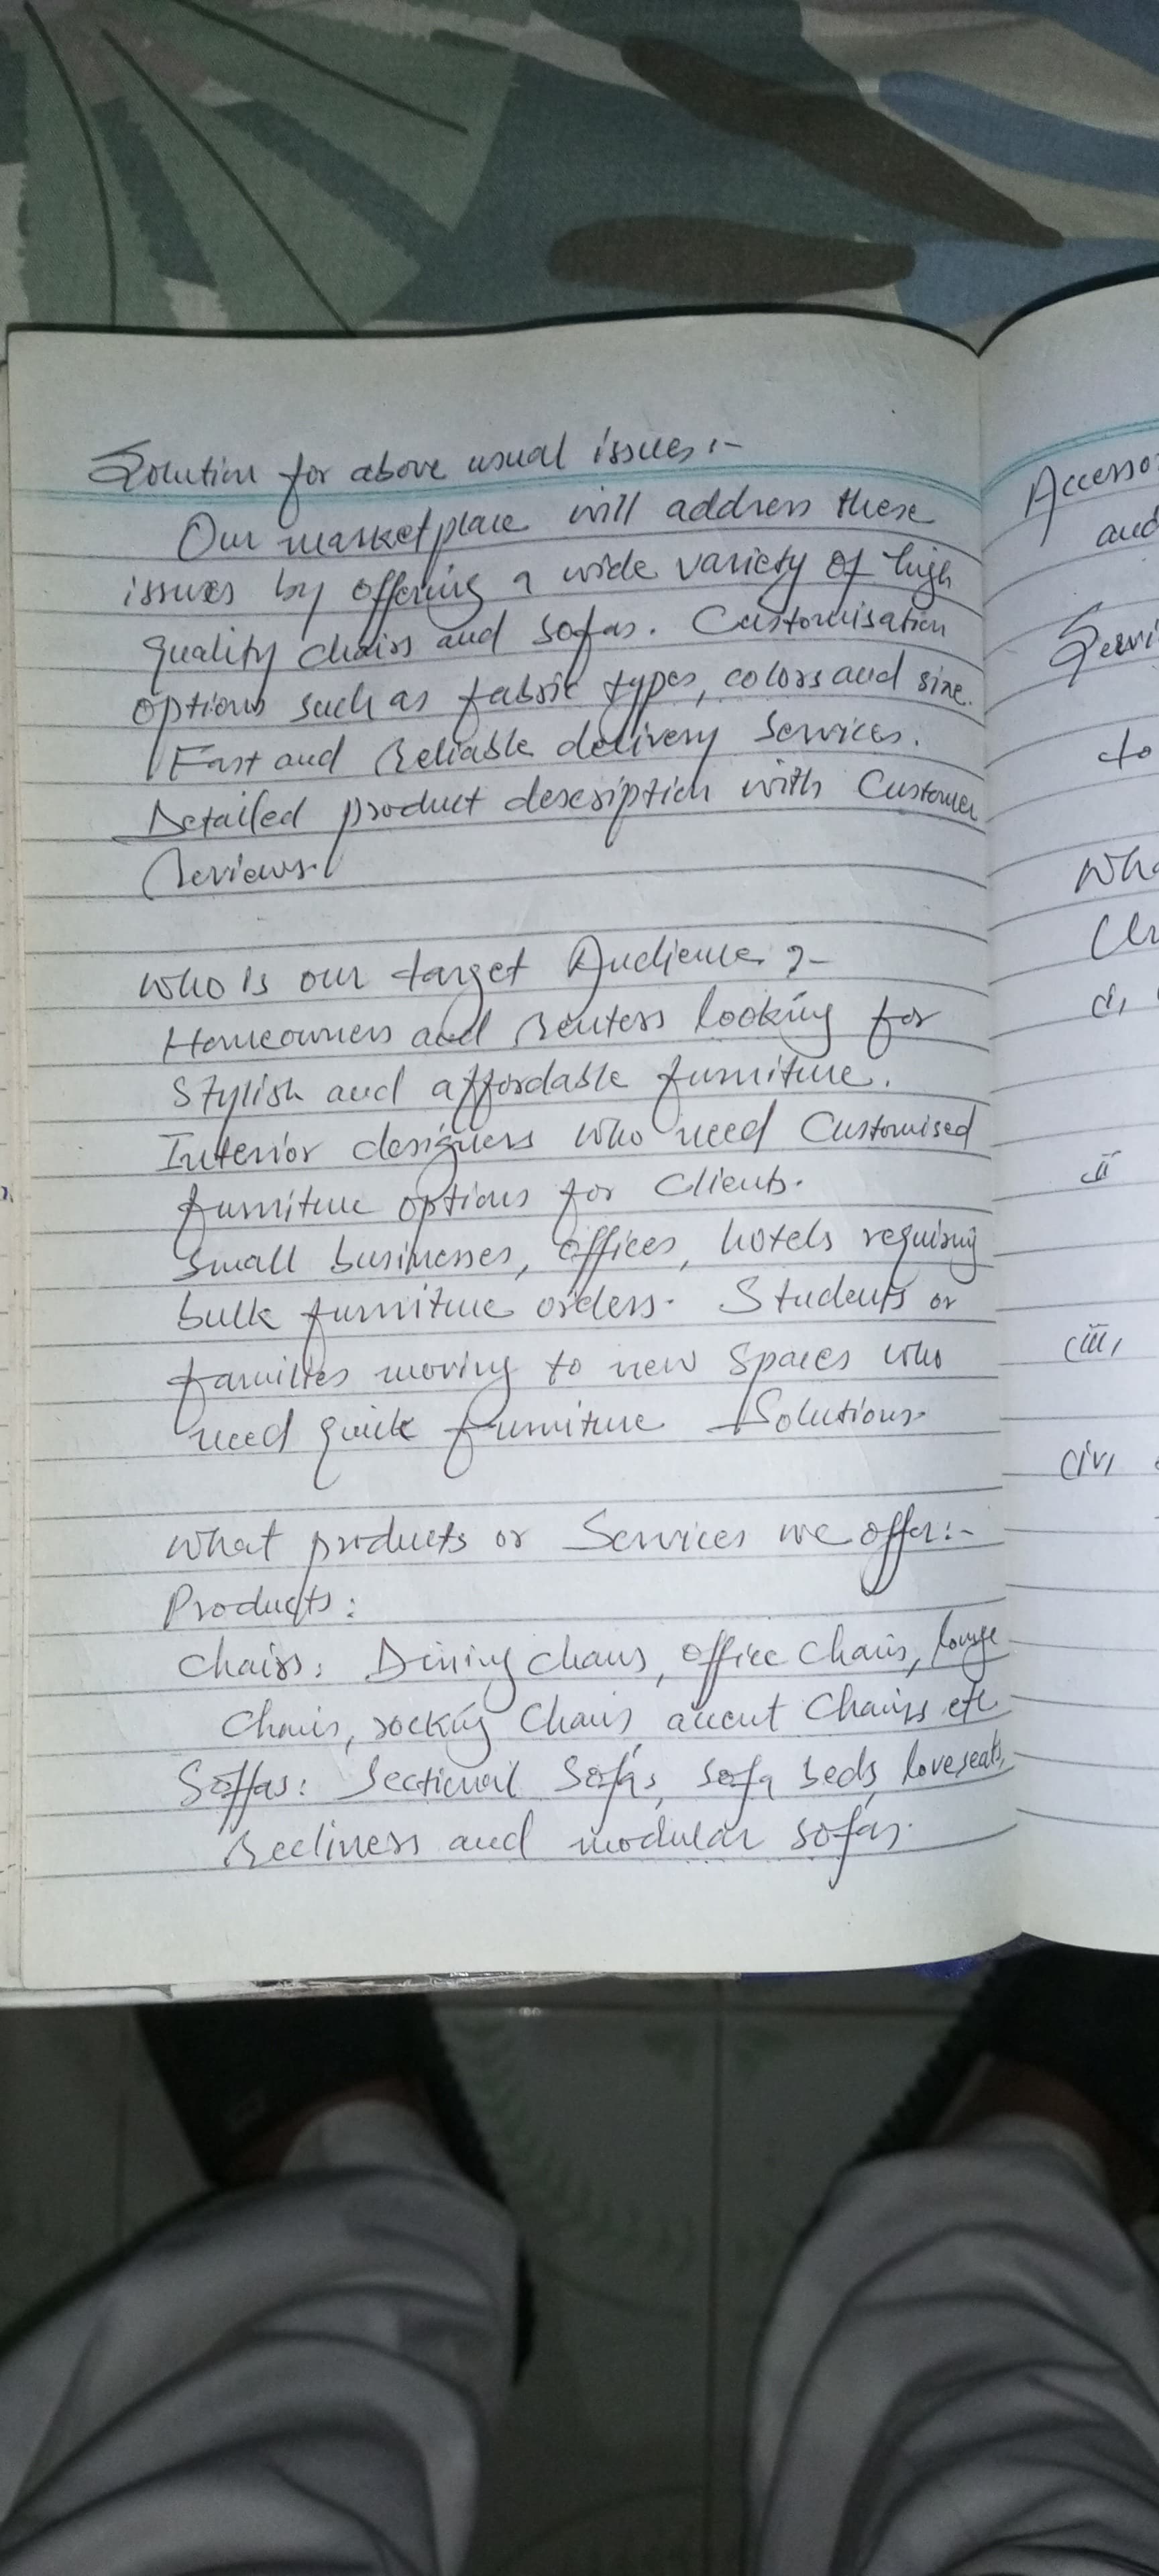 Solution for above usual issues :-
Our marketplace will address these
issues by offering a wide variety of high
quality chairs and sofas. Customisation
options such as fabric types, colors and size.
Fast and Reliable delivery Services.
Detailed product description with Customer
Reviews.
Who Is our target Audience ?-
Homeowners and Renters looking for
Stylish and affordable furniture.
Interior designers who need Customised
furniture options for Clients.
Small businesses, offices, hotels requiring
bulk furniture orders. Students or
families moving to new Spaces who
need quick furniture Solutions.
What products or Services we offer :-
Products :
Chairs : Dining chairs, office Chairs, lounge
Chairs, rocking Chairs, accent Chairs etc
Soffas : Sectional Sofas, sofa beds, loveseats,
Recliners and modular sofas.
and
to
(i)
ii
(iii)
(iv)